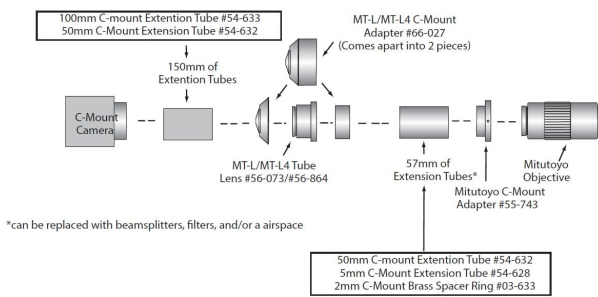 100mm C-mount Extention Tube #54-633
50mm C-Mount Extension Tube #54-632
MT-L/MT-L4 C-Mount
Adapter #66-027
(Comes apart into 2 pieces)
150mm of
Extention Tubes
C-Mount
Camera
MT-L/MT-L4 Tube
Lens #56-073/#56-864
57mm of
Extension Tubes*
Mitutoyo C-Mount
Adapter #55-743
Mitutoyo
Objective
*can be replaced with beamsplitters, filters, and/or a airspace
50mm C-mount Extention Tube #54-632
5mm C-Mount Extension Tube #54-628
2mm C-Mount Brass Spacer Ring #03-633